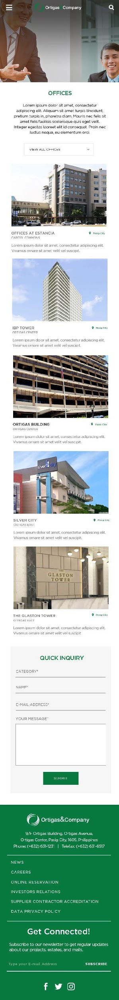 Ortigas&Company
OFFICES
Lorem ipsum dolor sit amet, consectetur
adipiscing elit. Aliquam sit amet turpis tincidunt,
pretium turpis in, pharetra diam. Mauris nec felis sit
amet felis facilisis scelerisque quis eget velit.
Integer egestas laoreet elit id consequat. Proin nec
luctus neque, eu elementum orci.
VIEW ALL OFFICES
ESTANCIA
OFFICES AT ESTANCIA
Pasig City
CAPITOL COMMONS
Lorem ipsum dolor sit amet, consectetur adipiscing elit.
Vivamus ornare sit amet velit vel suscipit.
IBP TOWER
Pasig City
ORTIGAS CENTER
Lorem ipsum dolor sit amet, consectetur adipiscing elit.
Vivamus ornare sit amet velit vel suscipit.
ORTIGAS BUILDING
Pasig City
ORTIGAS CENTER
Lorem ipsum dolor sit amet, consectetur adipiscing elit.
Vivamus ornare sit amet velit vel suscipit.
silver city
SILVER CITY
Pasig City
ORTIGAS EAST
Lorem ipsum dolor sit amet, consectetur adipiscing elit.
Vivamus ornare sit amet velit vel suscipit.
THE
GLASTON
TOWER
THE GLASTON TOWER
Pasig City
ORTIGAS EAST
Lorem ipsum dolor sit amet, consectetur adipiscing elit.
Vivamus ornare sit amet velit vel suscipit.
QUICK INQUIRY
CATEGORY*
NAME*
E-MAIL ADDRESS*
YOUR MESSAGE*
SUBMIT
Ortigas&Company
9/F Ortigas Building, Ortigas Avenue,
Ortigas Center, Pasig City, 1605, Philippines
Phone: (+632) 631-1231 | Telefax: (+632) 631-6517
NEWS
CAREERS
ONLINE RESERVATION
INVESTORS RELATIONS
SUPPLIER CONTRACTOR ACCREDITATION
DATA PRIVACY POLICY
Get Connected!
Subscribe to our newsletter to get regular updates
about our projects, estates, and malls.
Type your E-mail Address
SUBSCRIBE